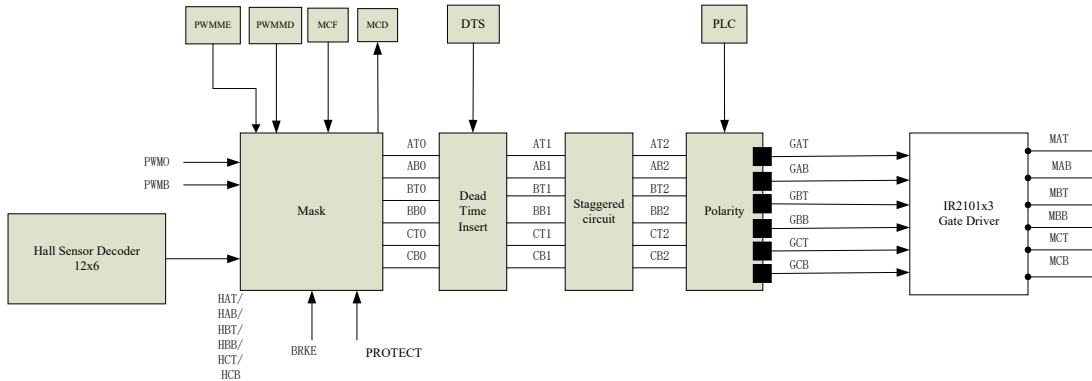 PWMME
PWMMD
MCF
MCD
DTS
PLC
PWMO
PWMB
Hall Sensor Decoder
12x6
HAT/
HAB/
HBT/
HBB/
HCT/
HCB
Mask
BRKE
PROTECT
AT0
AB0
BT0
BB0
CT0
CB0
Dead
Time
Insert
AT1
AB1
BT1
BB1
CT1
CB1
Staggered
circuit
AT2
AB2
BT2
BB2
CT2
CB2
Polarity
GAT
GAB
GBT
GBB
GCT
GCB
IR2101x3
Gate Driver
MAT
MAB
MBT
MBB
MCT
MCB